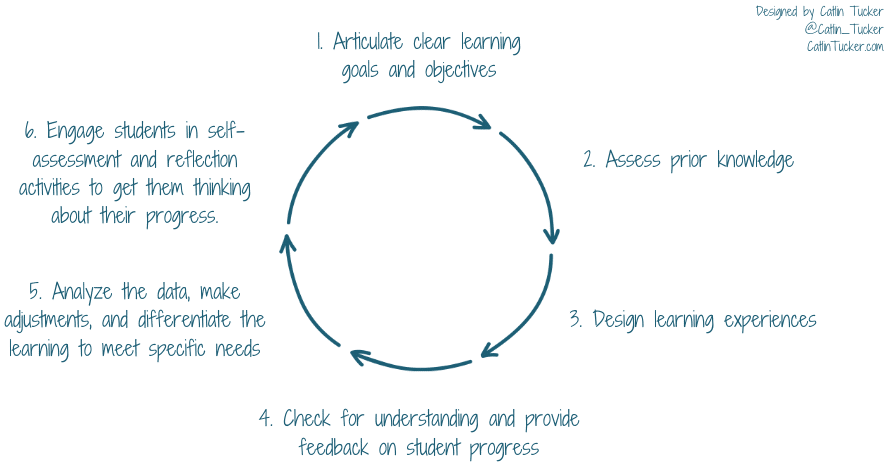 Designed by Catlin Tucker
@Catlin_Tucker
CatlinTucker.com
1. Articulate clear learning
goals and objectives
2. Assess prior knowledge
3. Design learning experiences
4. Check for understanding and provide
feedback on student progress
5. Analyze the data, make
adjustments, and differentiate the
learning to meet specific needs
6. Engage students in self-
assessment and reflection
activities to get them thinking
about their progress.